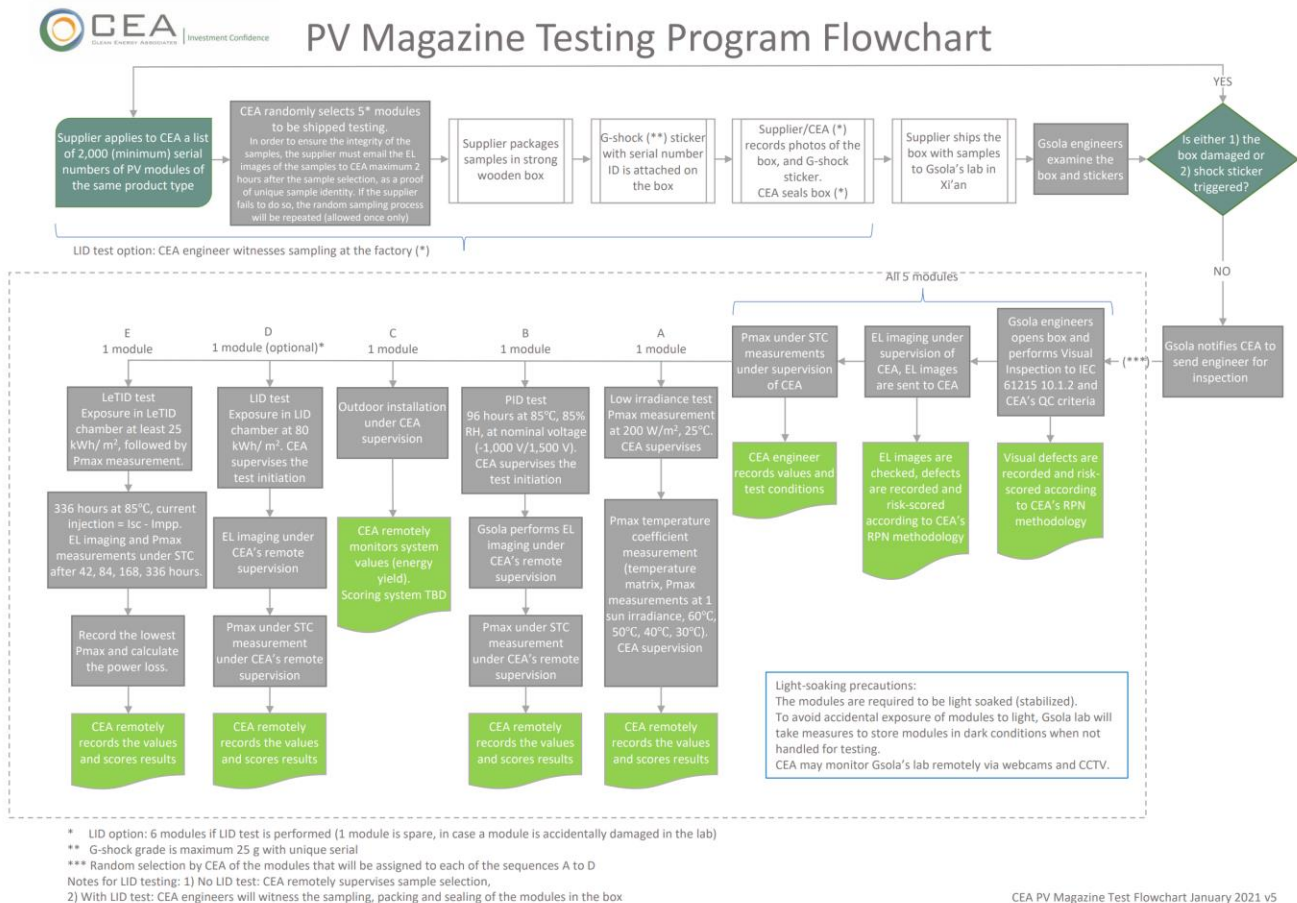 CEA
CLEAN ENERGY ASSOCIATES
Investment Confidence
PV Magazine Testing Program Flowchart
Supplier applies to CEA a list
of 2,000 (minimum) serial
numbers of PV modules of
the same product type
CEA randomly selects 5* modules
to be shipped testing.
In order to ensure the integrity of the
samples, the supplier must email the EL
images of the samples to CEA maximum 2
hours after the sample selection, as a proof
of unique sample identity. If the supplier
fails to do so, the random sampling process
will be repeated (allowed once only)
Supplier packages
samples in strong
wooden box
G-shock (**) sticker
with serial number
ID is attached on
the box
Supplier/CEA (*)
records photos of the
box, and G-shock
sticker.
CEA seals box (*)
Supplier ships the
box with samples
to Gsola's lab in
Xi'an
Gsola engineers
examine the
box and stickers
Is either 1) the
box damaged or
2) shock sticker
triggered?
YES
NO
LID test option: CEA engineer witnesses sampling at the factory (*)
Gsola notifies CEA to
send engineer for
inspection
(***)
All 5 modules
Gsola engineers
opens box and
performs Visual
Inspection to IEC
61215 10.1.2 and
CEA's QC criteria
EL imaging under
supervision of
CEA, EL images
are sent to CEA
Pmax under STC
measurements
under supervision
of CEA
Visual defects are
recorded and risk-
scored according
to CEA's RPN
methodology
EL images are
checked, defects
are recorded and
risk-scored
according to CEA's
RPN methodology
CEA engineer
records values and
test conditions
A
1 module
Low irradiance test
Pmax measurement
at 200 W/m², 25°C.
CEA supervises
Pmax temperature
coefficient
measurement
(temperature
matrix, Pmax
measurements at 1
sun irradiance, 60°C,
50°C, 40°C, 30°C).
CEA supervision
CEA remotely
records the values
and scores results
B
1 module
PID test
96 hours at 85°C, 85%
RH, at nominal voltage
(-1,000 V/1,500 V).
CEA supervises the
test initiation
Gsola performs EL
imaging under
CEA's remote
supervision
Pmax under STC
measurement
under CEA's remote
supervision
CEA remotely
records the values
and scores results
C
1 module
Outdoor installation
under CEA
supervision
CEA remotely
monitors system
values (energy
yield).
Scoring system TBD
D
1 module (optional)*
LID test
Exposure in LID
chamber at 80
kWh/ m². CEA
supervises the
test initiation
EL imaging under
CEA's remote
supervision
Pmax under STC
measurement
under CEA's remote
supervision
CEA remotely
records the values
and scores results
E
1 module
LeTID test
Exposure in LeTID
chamber at least 25
kWh/ m², followed by
Pmax measurement.
336 hours at 85°C, current
injection = Isc - Impp.
EL imaging and Pmax
measurements under STC
after 42, 84, 168, 336 hours.
Record the lowest
Pmax and calculate
the power loss.
CEA remotely
records the values
and scores results
Light-soaking precautions:
The modules are required to be light soaked (stabilized).
To avoid accidental exposure of modules to light, Gsola lab will
take measures to store modules in dark conditions when not
handled for testing.
CEA may monitor Gsola's lab remotely via webcams and CCTV.
* LID option: 6 modules if LID test is performed (1 module is spare, in case a module is accidentally damaged in the lab)
** G-shock grade is maximum 25 g with unique serial
*** Random selection by CEA of the modules that will be assigned to each of the sequences A to D
Notes for LID testing: 1) No LID test: CEA remotely supervises sample selection,
2) With LID test: CEA engineers will witness the sampling, packing and sealing of the modules in the box
CEA PV Magazine Test Flowchart January 2021 v5